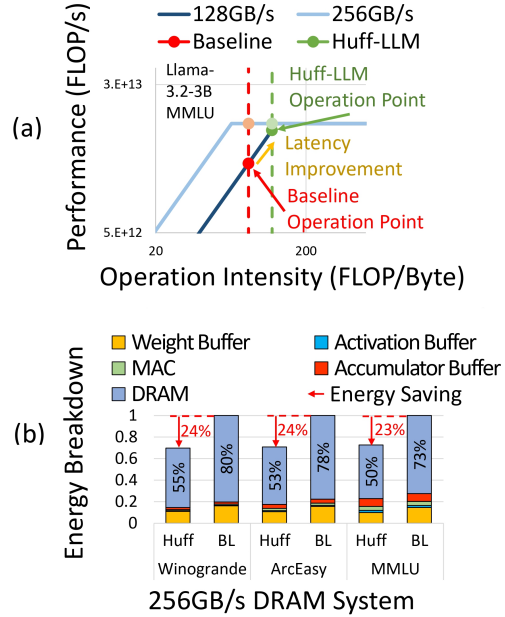 128GB/s 256GB/s
Baseline Huff-LLM
(a)
Performance (FLOP/s)
3.E+13
5.E+12
Llama-
3.2-3B
MMLU
Huff-LLM
Operation Point
Latency
Improvement
Baseline
Operation Point
20 200
Operation Intensity (FLOP/Byte)
(b)
Weight Buffer Activation Buffer
MAC Accumulator Buffer
DRAM Energy Saving
Energy Breakdown
1
0.8
0.6
0.4
0.2
0
24% 24% 23%
55% 80% 53% 78% 50% 73%
Huff BL Huff BL Huff BL
Winogrande ArcEasy MMLU
256GB/s DRAM System